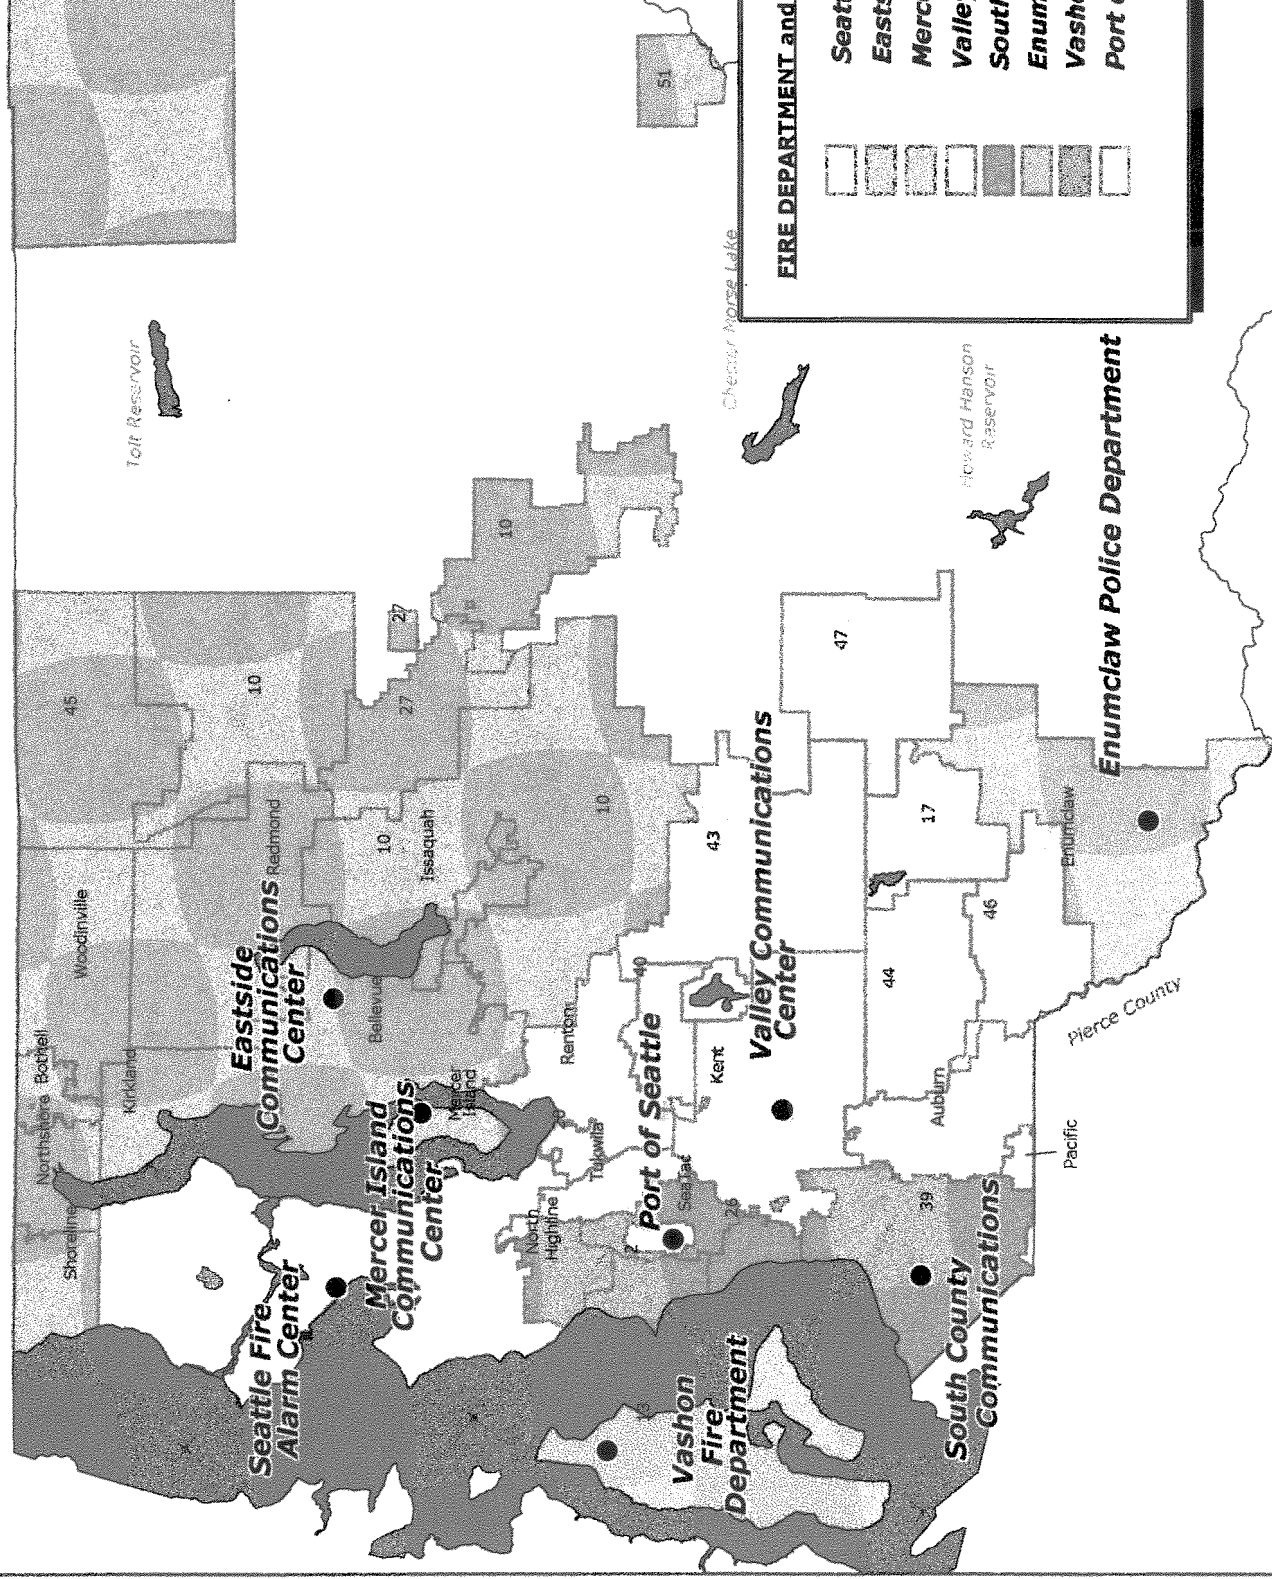 Tolt Reservoir
Chester Morse Lake
Howard Hanson
Reservoir
51
FIRE DEPARTMENT and
Seatt
Easts
Merc
Valley
South
Enum
Vash
Port
45
10
27
27
10
10
10
47
43
17
46
44
40
39
26
2
Northshore
Bothell
Woodinville
Shoreline
Kirkland
Redmond
Bellevue
Issaquah
Mercer
Island
Renton
Tukwila
North
Highline
SeaTac
Kent
Auburn
Pacific
Enumclaw
Pierce County
Eastside
Communications
Center
Seattle Fire
Alarm Center
Mercer Island
Communications
Center
Port of Seattle
Valley Communications
Center
Vashon
Fire
Department
South County
Communications
Enumclaw Police Department